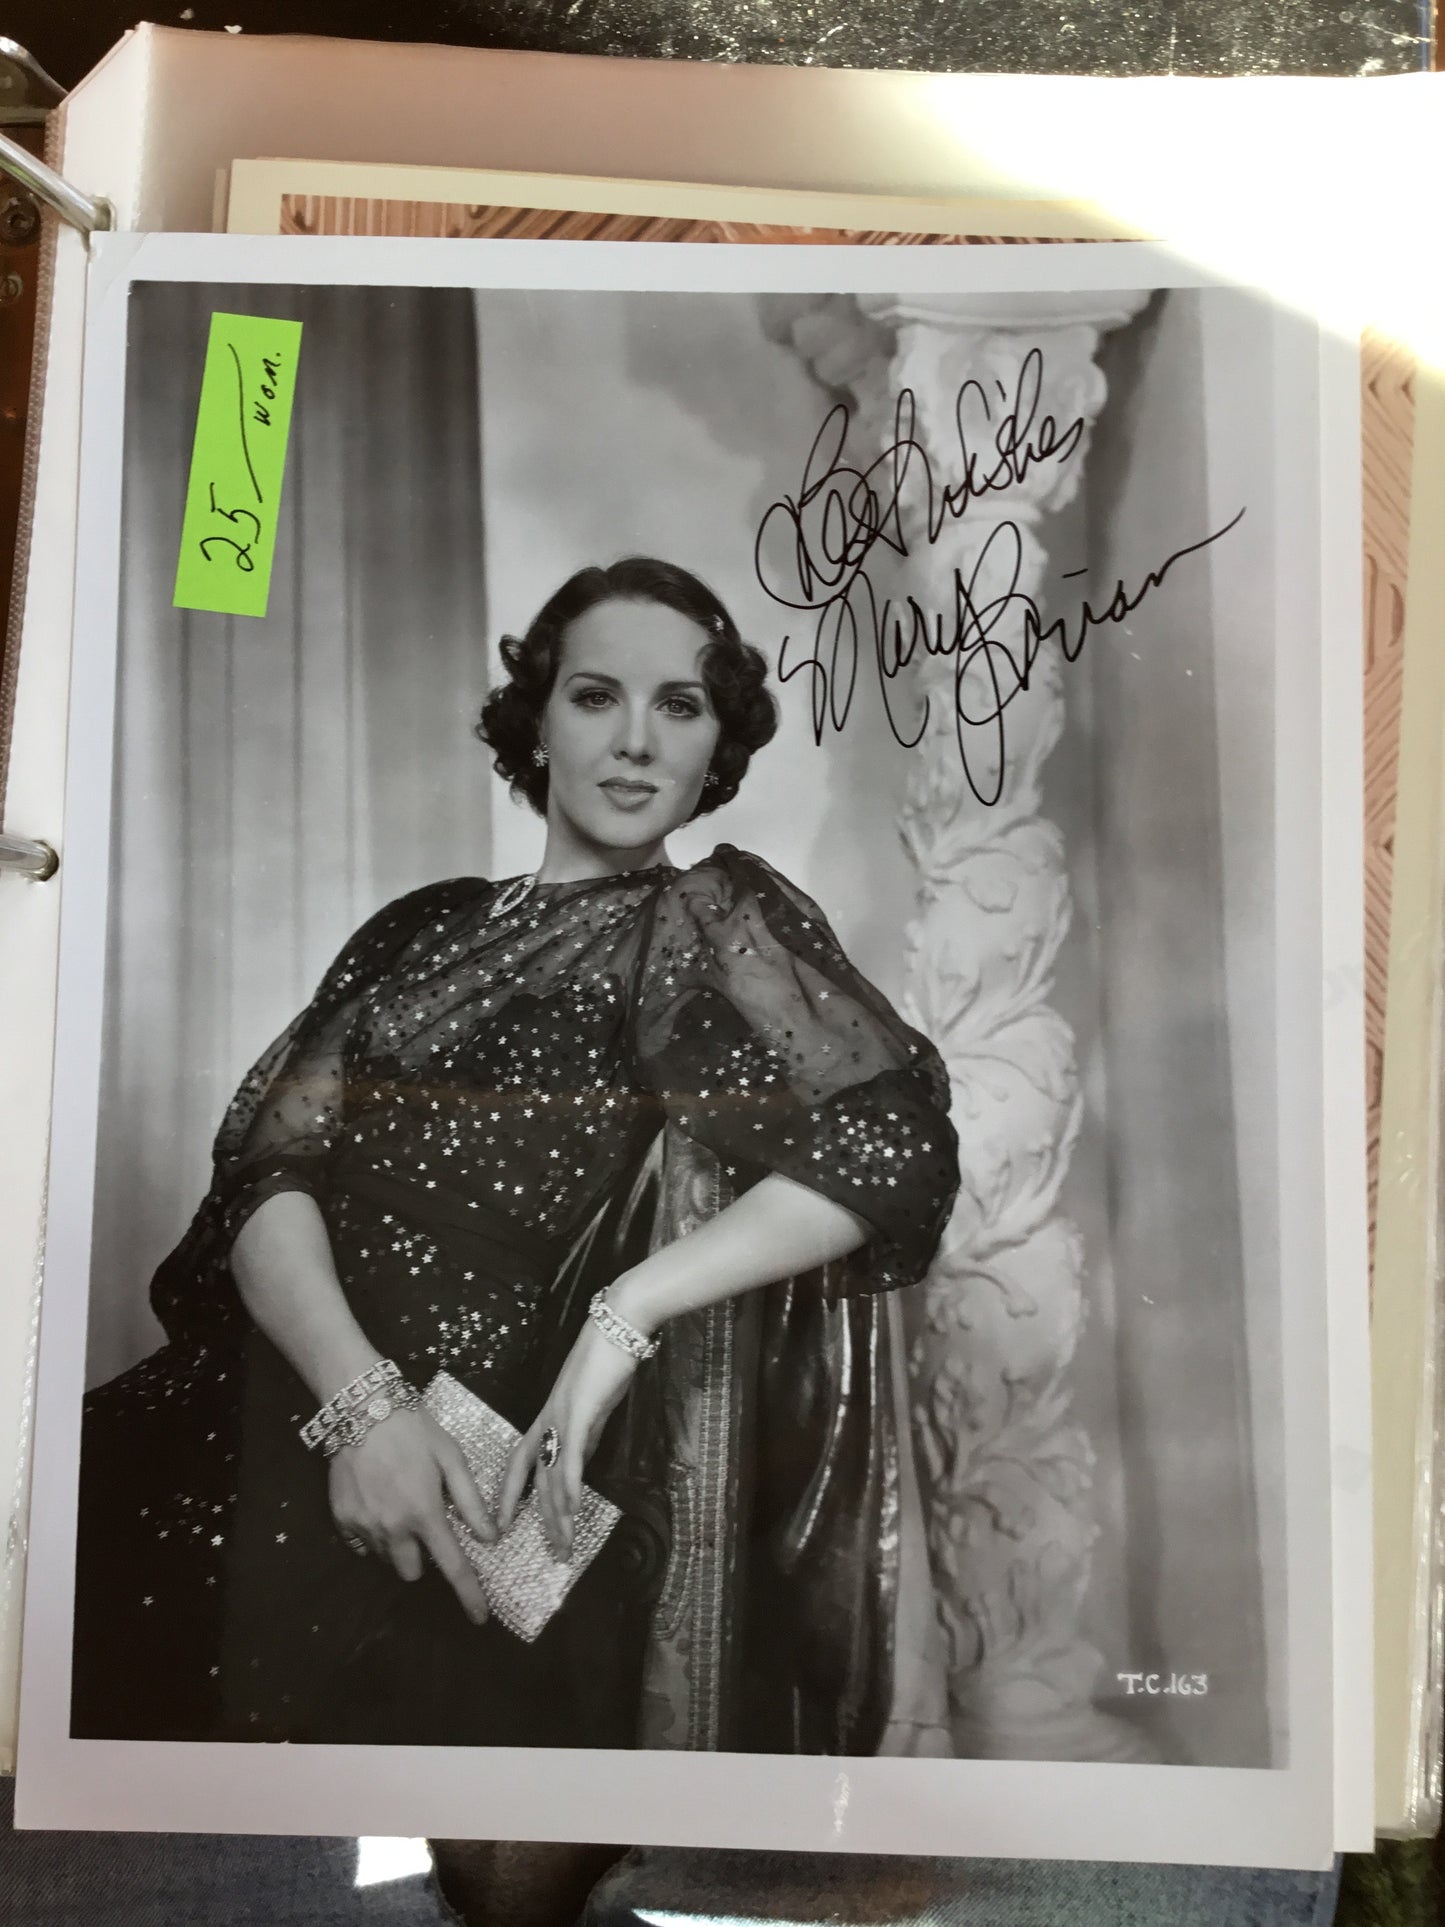 25/ Wom.
Best Wishes
Mary Brian
T.C.163